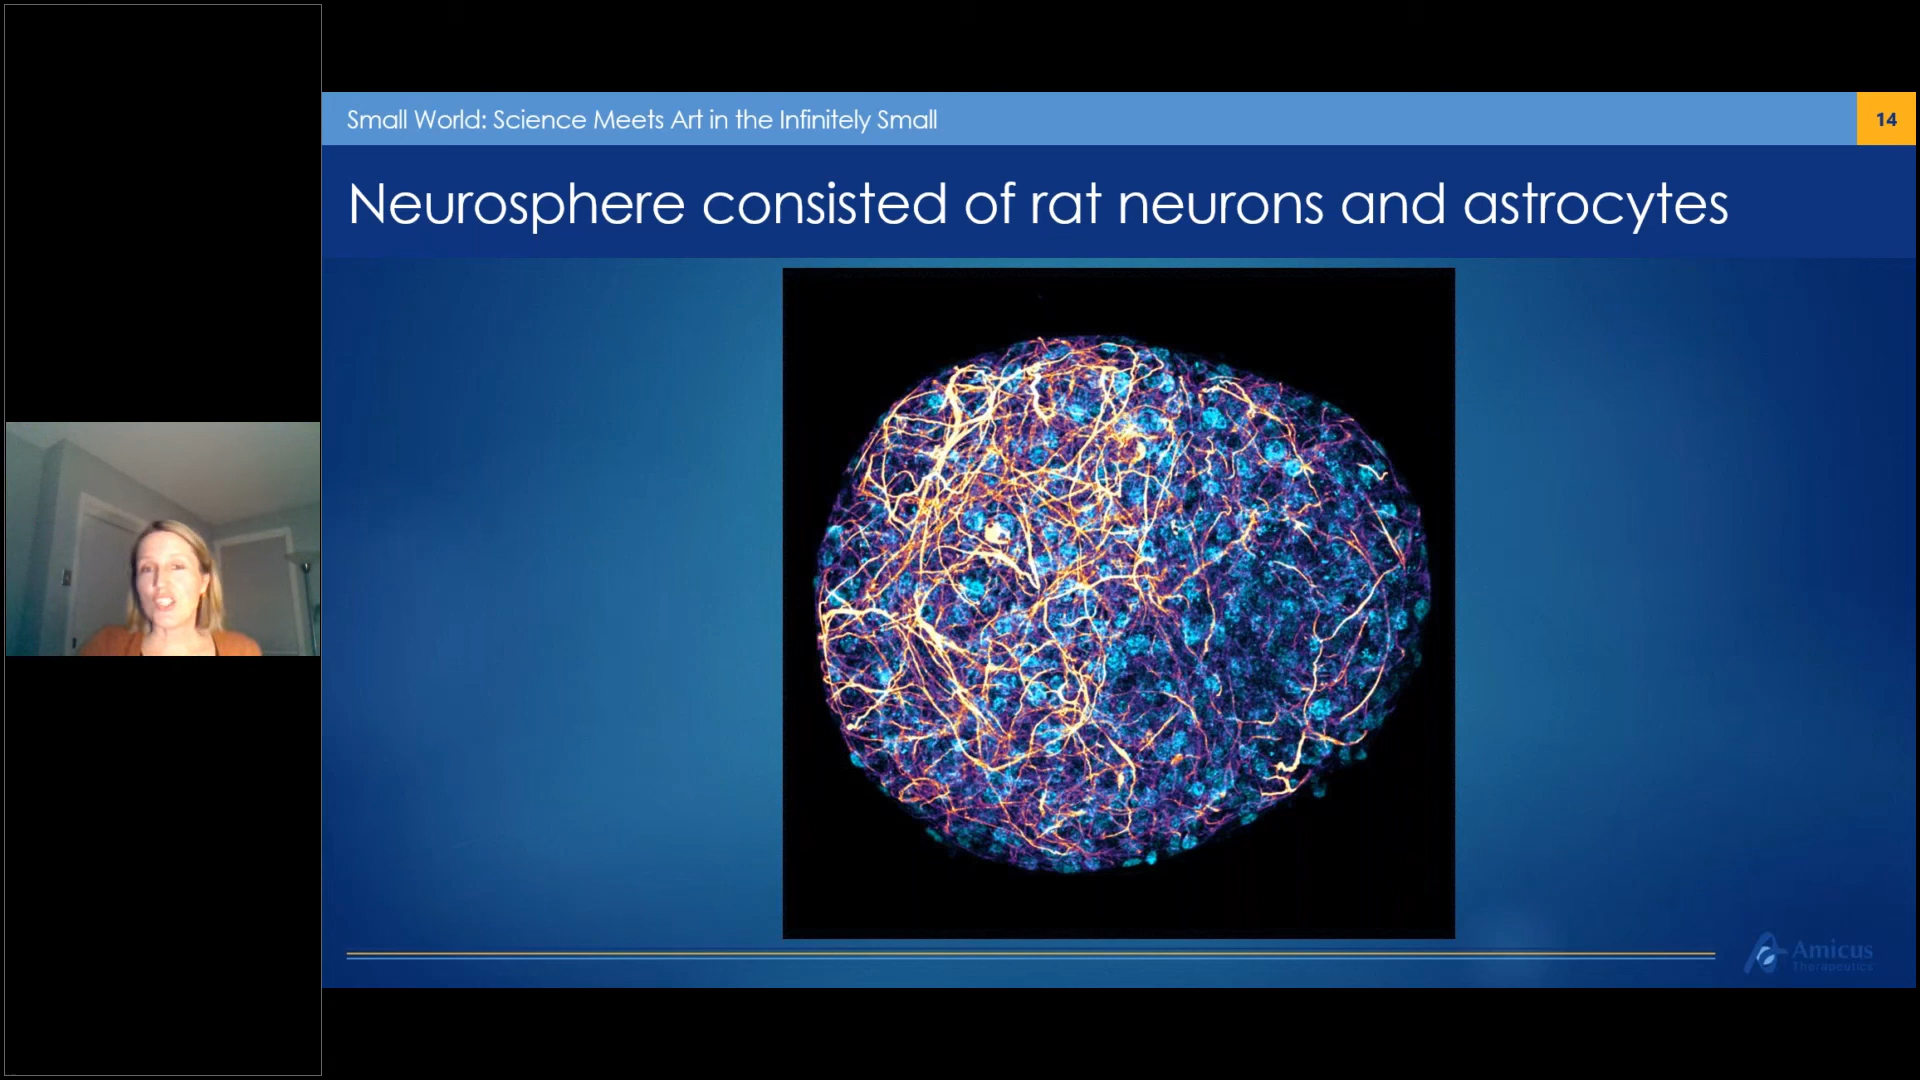 Small World: Science Meets Art in the Infinitely Small
14
Neurosphere consisted of rat neurons and astrocytes
Amicus
Therapeutics